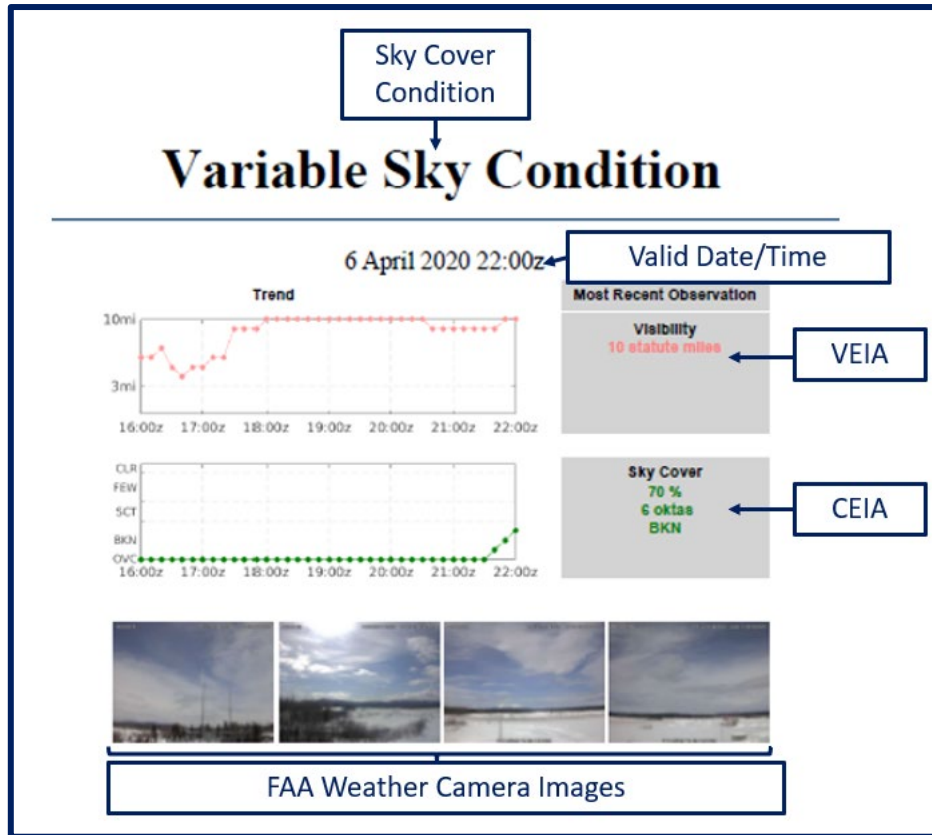 Sky Cover
Condition
Variable Sky Condition
6 April 2020 22:00z
Valid Date/Time
Trend
Most Recent Observation
10mi
3mi
16:00z 17:00z 18:00z 19:00z 20:00z 21:00z 22:00z
Visibility
10 statute miles
VEIA
CLR
FEW
SCT
BKN
OVC
16:00z 17:00z 18:00z 19:00z 20:00z 21:00z 22:00z
Sky Cover
70 %
6 oktas
BKN
CEIA
FAA Weather Camera Images